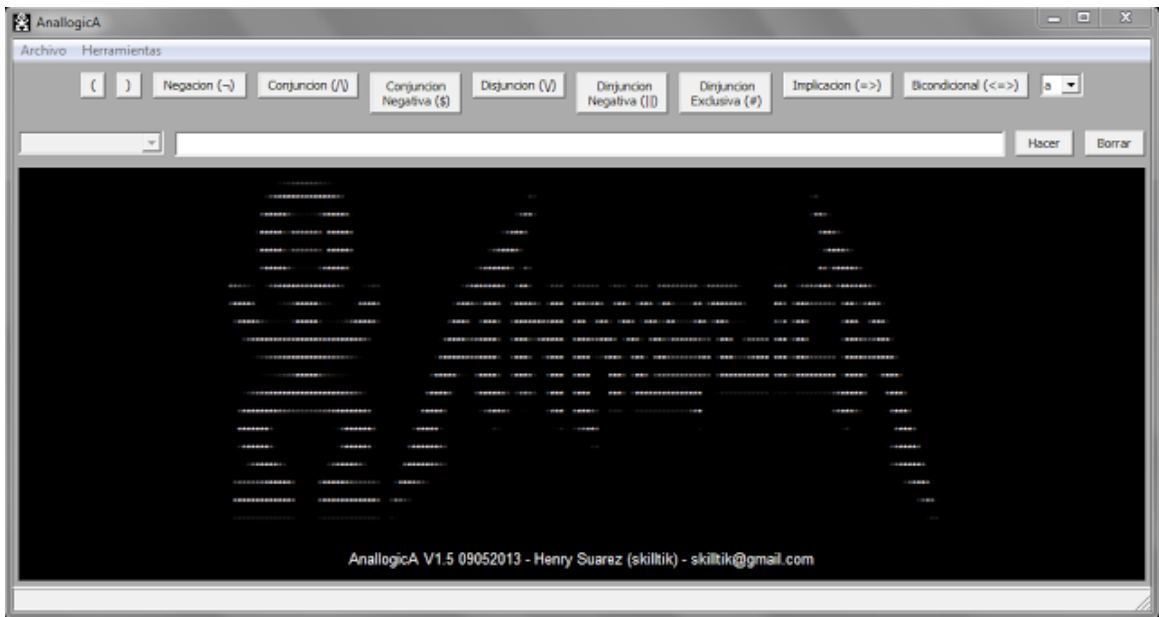 AnallogicA
Archivo Herramientas
( ) Negacion (¬) Conjuncion (/\) Conjuncion Negativa ($) Disjuncion (\/) Dinjuncion Negativa (||) Dinjuncion Exclusiva (#) Implicacion (=>) Bicondicional (<=>) a
Hacer Borrar
AnallogicA V1.5 09052013 - Henry Suarez (skilltik) - skilltik@gmail.com